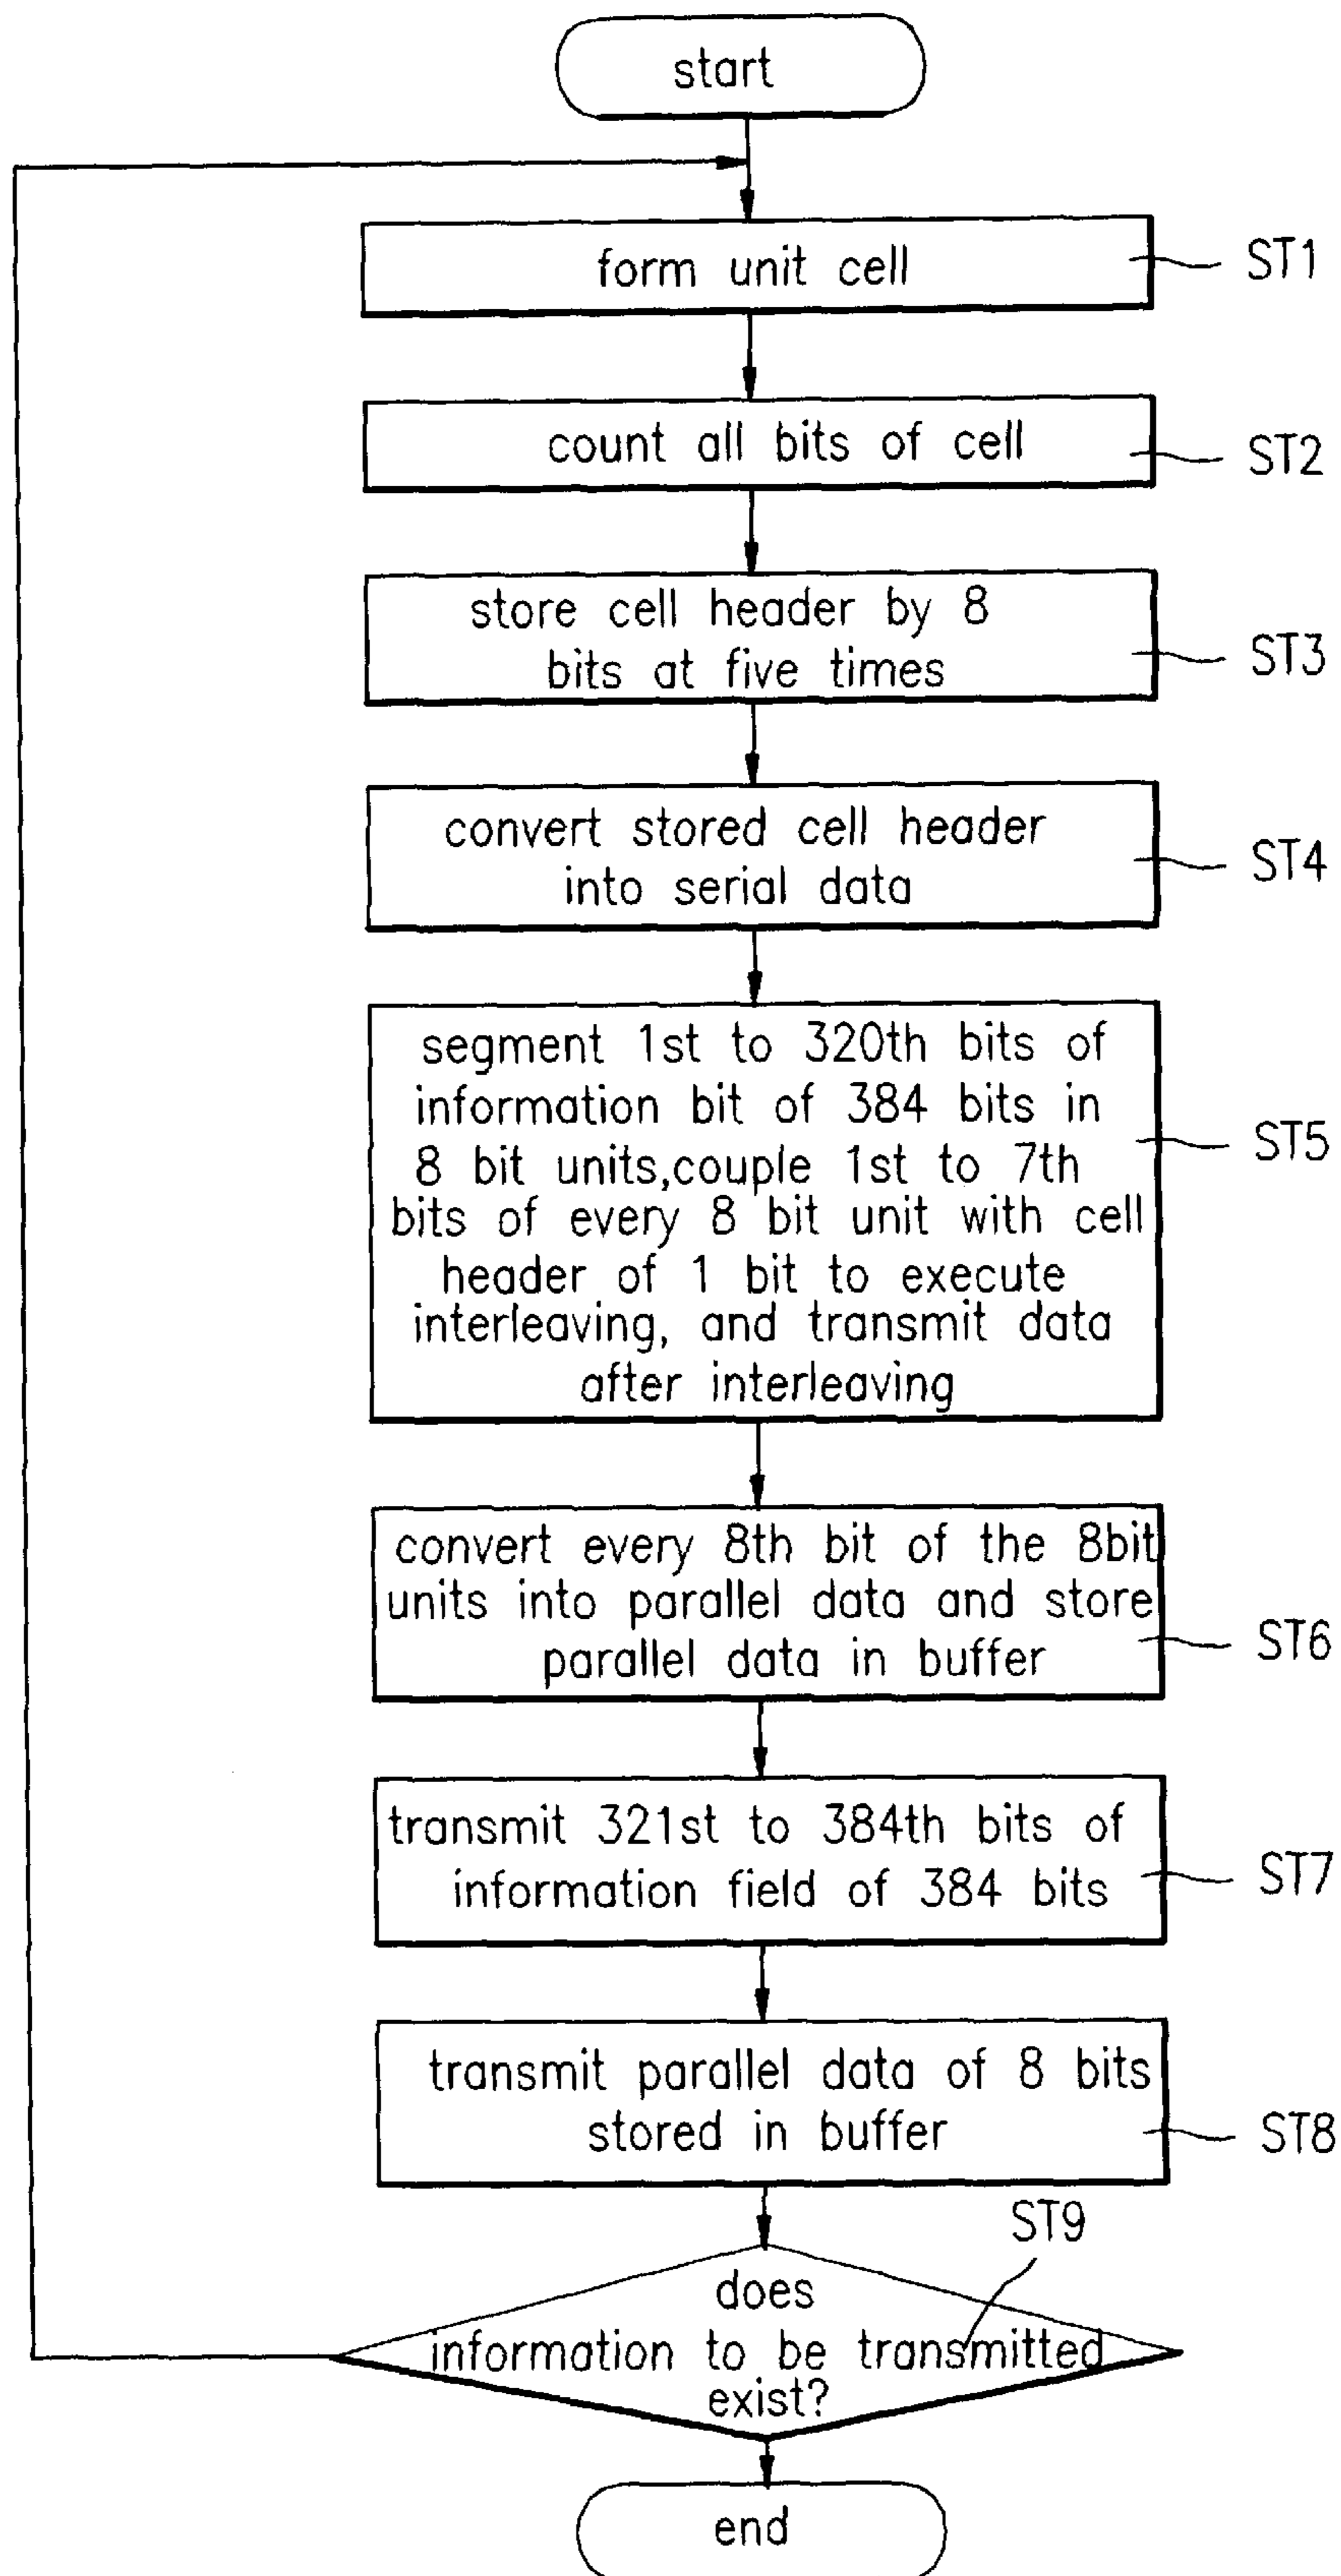 start
form unit cell
ST1
count all bits of cell
ST2
store cell header by 8
bits at five times
ST3
convert stored cell header
into serial data
ST4
segment 1st to 320th bits of
information bit of 384 bits in
8 bit units,couple 1st to 7th
bits of every 8 bit unit with cell
header of 1 bit to execute
interleaving, and transmit data
after interleaving
ST5
convert every 8th bit of the 8bit
units into parallel data and store
parallel data in buffer
ST6
transmit 321st to 384th bits of
information field of 384 bits
ST7
transmit parallel data of 8 bits
stored in buffer
ST8
ST9
does
information to be transmitted
exist?
end